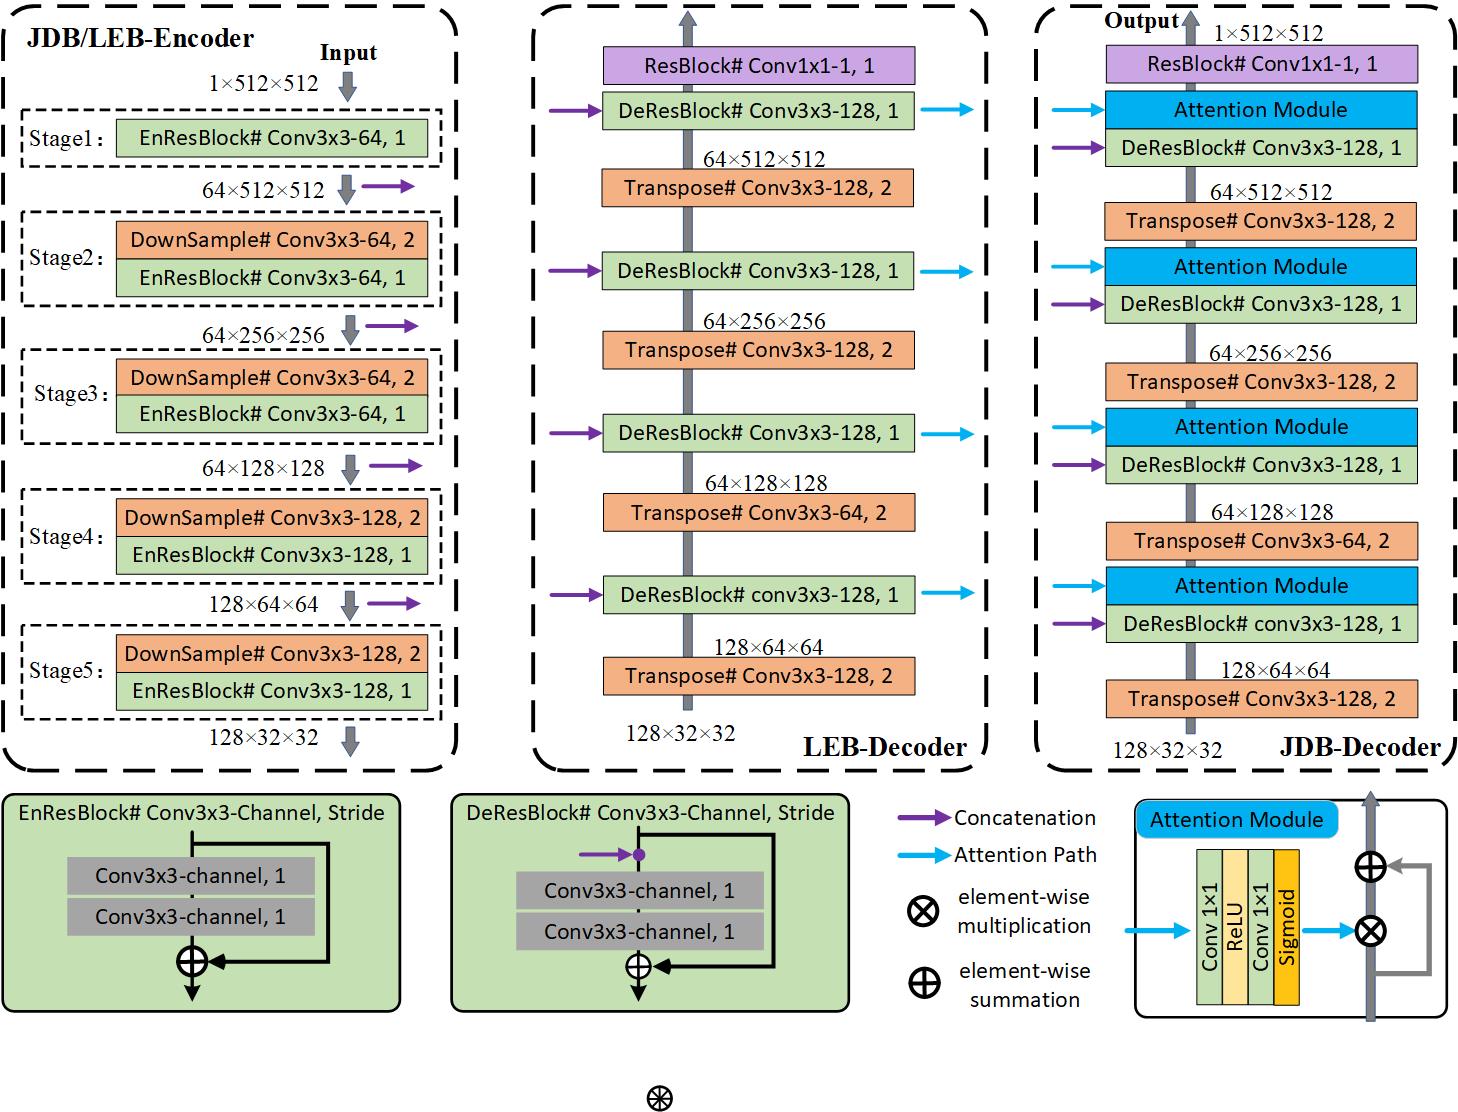 JDB/LEB-Encoder
Input
1×512×512
Stage1:
EnResBlock# Conv3x3-64, 1
64×512×512
Stage2:
DownSample# Conv3x3-64, 2
EnResBlock# Conv3x3-64, 1
64×256×256
Stage3:
DownSample# Conv3x3-64, 2
EnResBlock# Conv3x3-64, 1
64×128×128
Stage4:
DownSample# Conv3x3-128, 2
EnResBlock# Conv3x3-128, 1
128×64×64
Stage5:
DownSample# Conv3x3-128, 2
EnResBlock# Conv3x3-128, 1
128×32×32
ResBlock# Conv1x1-1, 1
DeResBlock# Conv3x3-128, 1
64×512×512
Transpose# Conv3x3-128, 2
DeResBlock# Conv3x3-128, 1
64×256×256
Transpose# Conv3x3-128, 2
DeResBlock# Conv3x3-128, 1
64×128×128
Transpose# Conv3x3-64, 2
DeResBlock# conv3x3-128, 1
128×64×64
Transpose# Conv3x3-128, 2
128×32×32
LEB-Decoder
Output
1×512×512
ResBlock# Conv1x1-1, 1
Attention Module
DeResBlock# Conv3x3-128, 1
64×512×512
Transpose# Conv3x3-128, 2
Attention Module
DeResBlock# Conv3x3-128, 1
64×256×256
Transpose# Conv3x3-128, 2
Attention Module
DeResBlock# Conv3x3-128, 1
64×128×128
Transpose# Conv3x3-64, 2
Attention Module
DeResBlock# conv3x3-128, 1
128×64×64
Transpose# Conv3x3-128, 2
128×32×32
JDB-Decoder
EnResBlock# Conv3x3-Channel, Stride
Conv3x3-channel, 1
Conv3x3-channel, 1
DeResBlock# Conv3x3-Channel, Stride
Conv3x3-channel, 1
Conv3x3-channel, 1
Concatenation
Attention Path
element-wise
multiplication
element-wise
summation
Attention Module
Conv 1×1
ReLU
Conv 1×1
Sigmoid